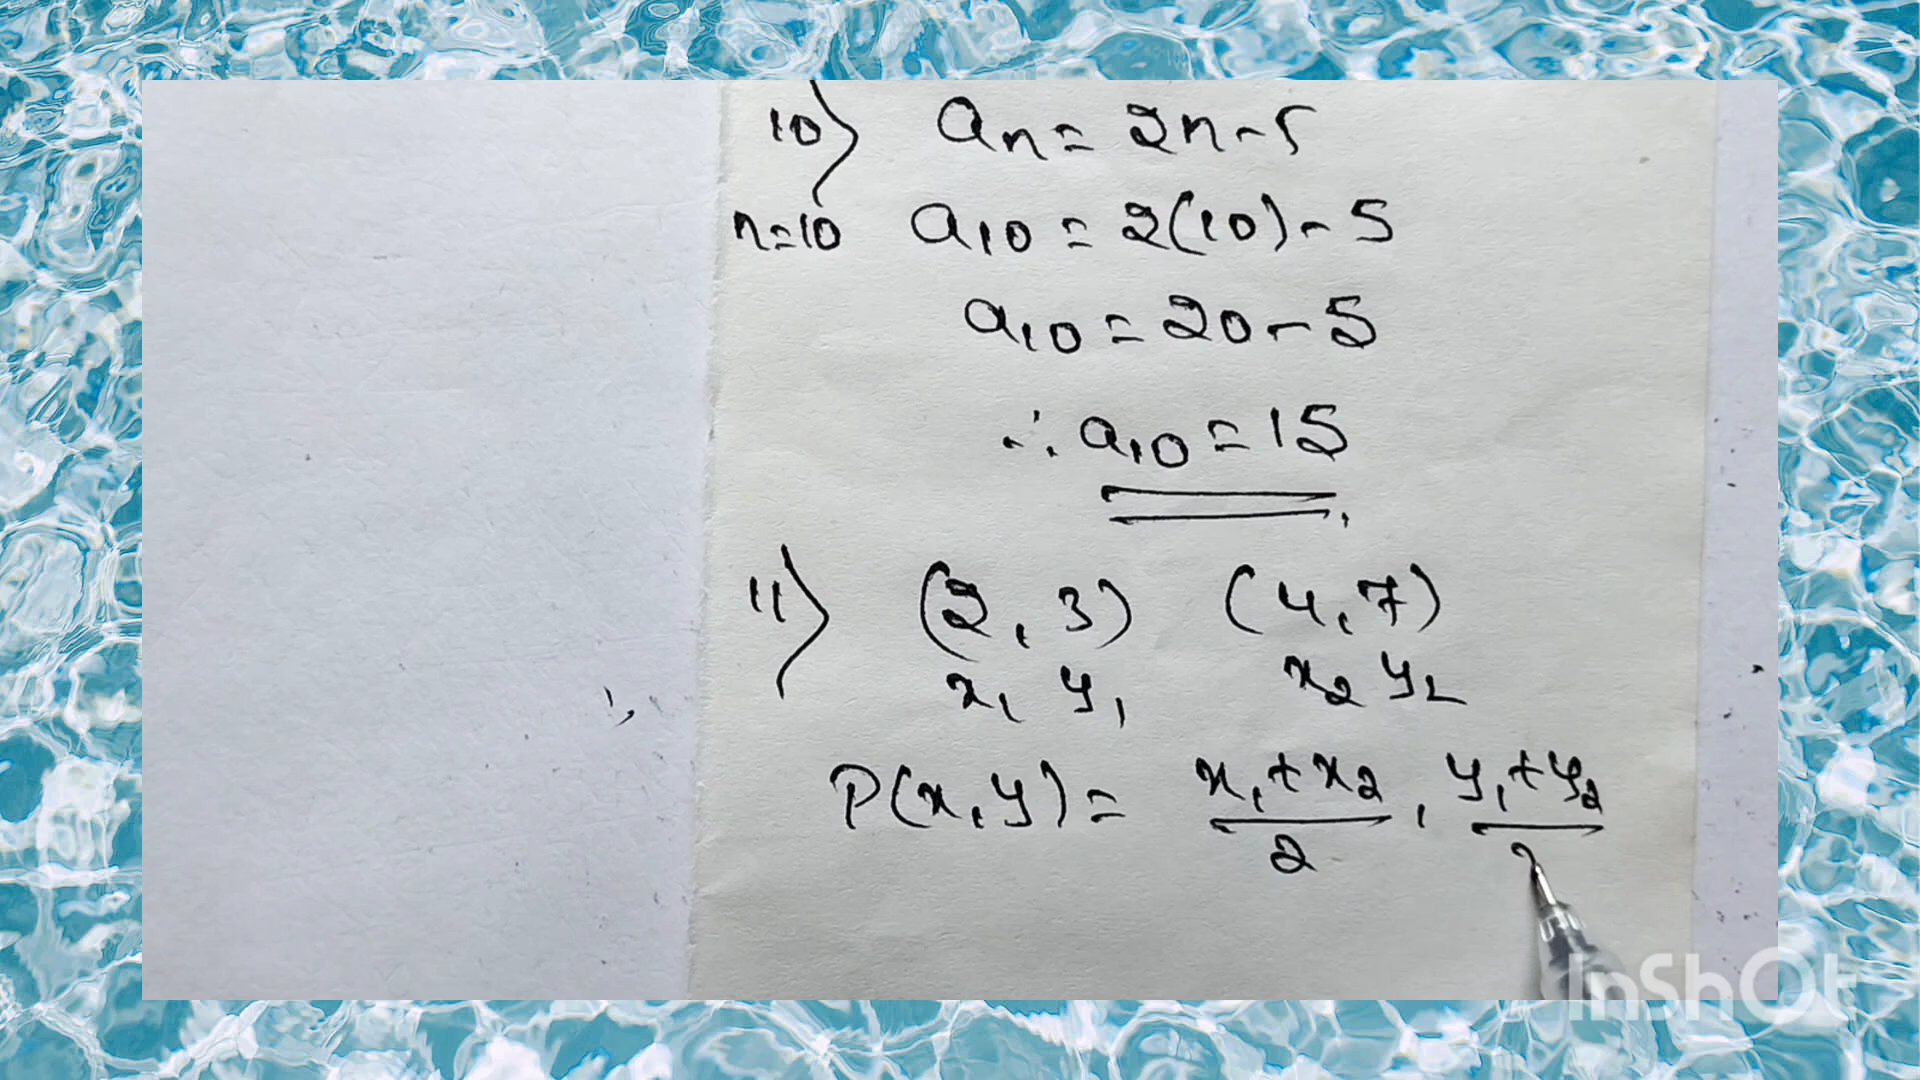 10) an = 2n - 5
n=10 a10 = 2(10) - 5
a10 = 20 - 5
∴ a10 = 15
11) (2, 3) (4, 7)
x1 y1 x2 y2
P(x, y) = x1+x2/2, y1+y2/2
InShOt